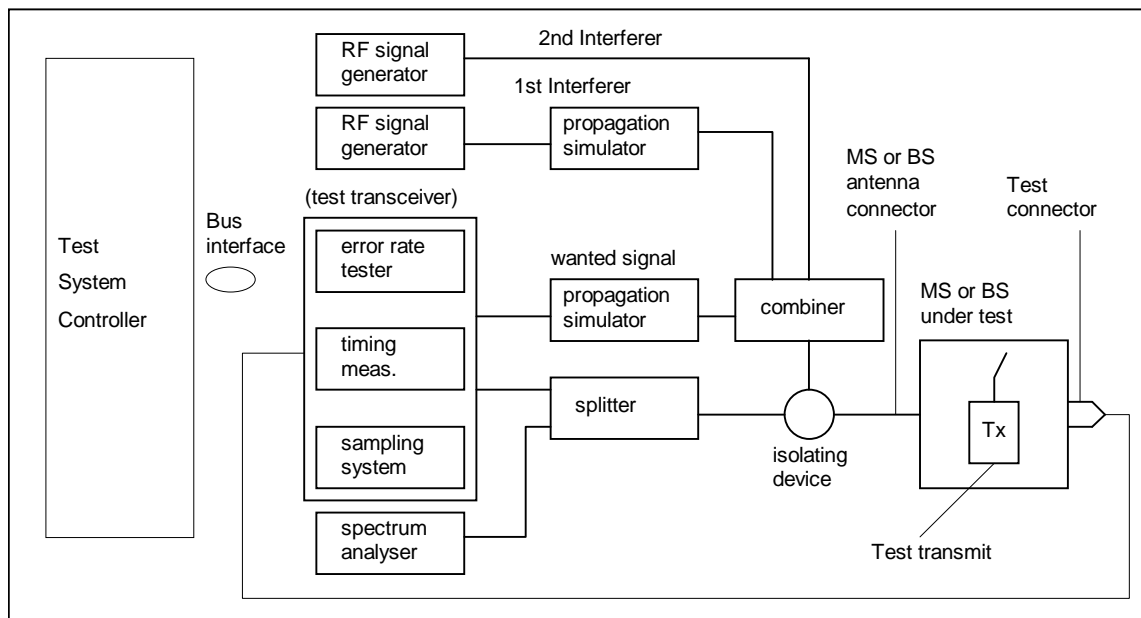 2nd Interferer
RF signal
generator
1st Interferer
RF signal
generator
propagation
simulator
MS or BS
antenna
connector
Test
connector
(test transceiver)
Bus
interface
Test
System
Controller
error rate
tester
wanted signal
propagation
simulator
combiner
MS or BS
under test
timing
meas.
splitter
Tx
isolating
device
sampling
system
spectrum
analyser
Test transmit